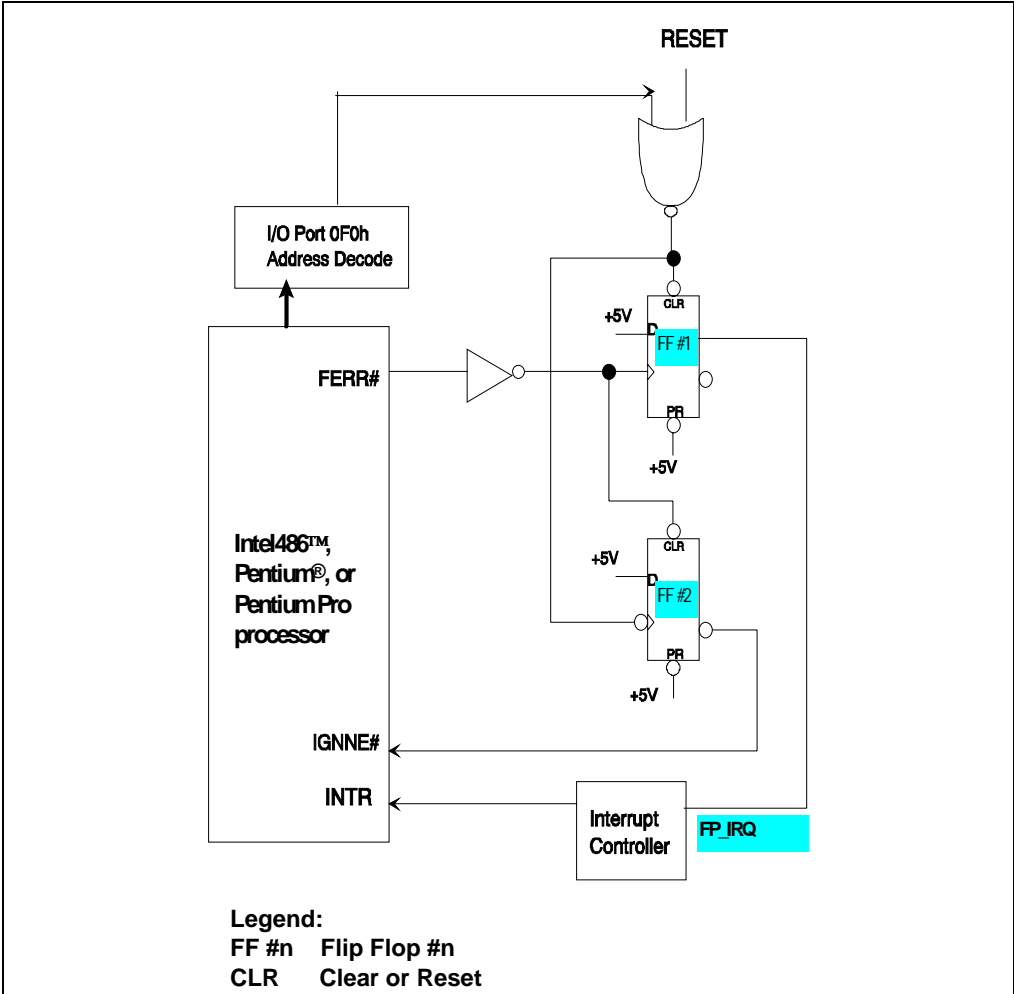 RESET
I/O Port 0F0h
Address Decode
CLR
+5V
D
FF #1
FERR#
PR
+5V
CLR
+5V
D
FF #2
Intel486™,
Pentium®, or
Pentium Pro
processor
PR
+5V
IGNNE#
INTR
Interrupt
Controller
FP_IRQ
Legend:
FF #n Flip Flop #n
CLR Clear or Reset